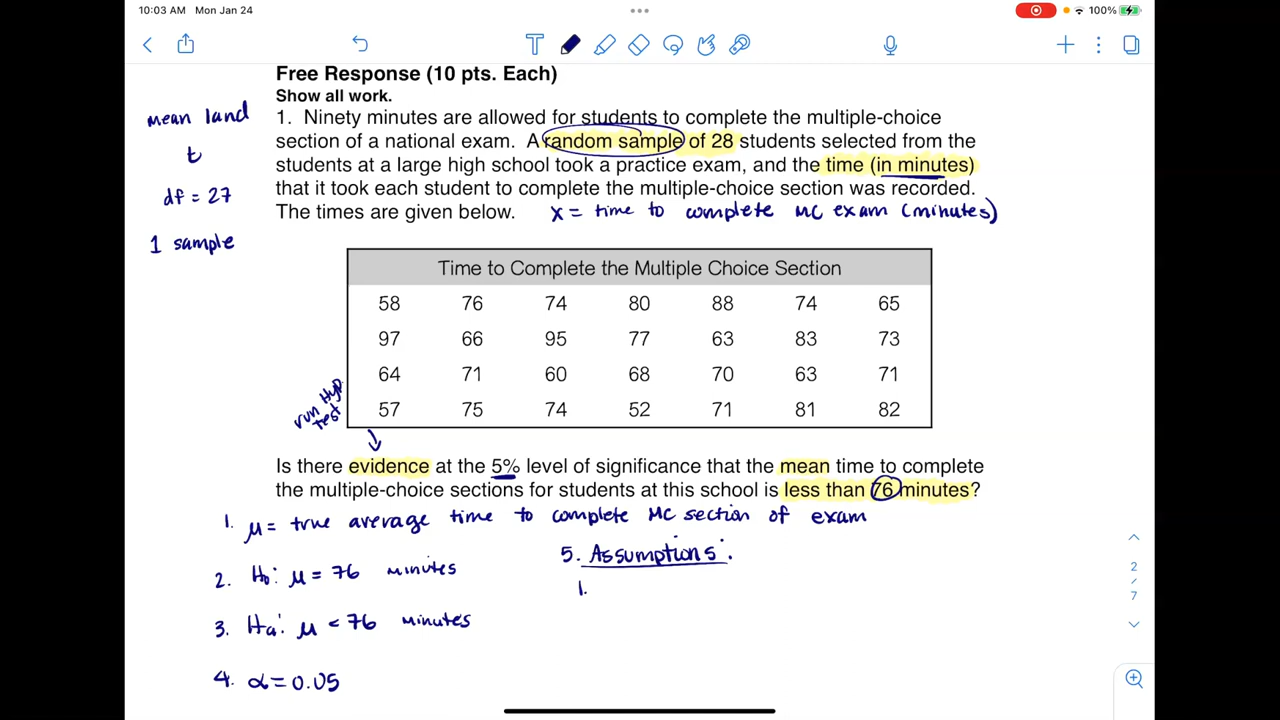 10:03 AM Mon Jan 24
100%
Free Response (10 pts. Each)
Show all work.
1. Ninety minutes are allowed for students to complete the multiple-choice
section of a national exam. A random sample of 28 students selected from the
students at a large high school took a practice exam, and the time (in minutes)
that it took each student to complete the multiple-choice section was recorded.
The times are given below. x = time to complete MC exam (minutes)
mean land
t
df = 27
1 sample
Time to Complete the Multiple Choice Section
58 76 74 80 88 74 65
97 66 95 77 63 83 73
64 71 60 68 70 63 71
57 75 74 52 71 81 82
run Hyp
test
Is there evidence at the 5% level of significance that the mean time to complete
the multiple-choice sections for students at this school is less than 76 minutes?
1. μ = true average time to complete MC section of exam
2. Ho: μ = 76 minutes
3. Ha: μ < 76 minutes
4. α = 0.05
5. Assumptions:
1.
2
/
7